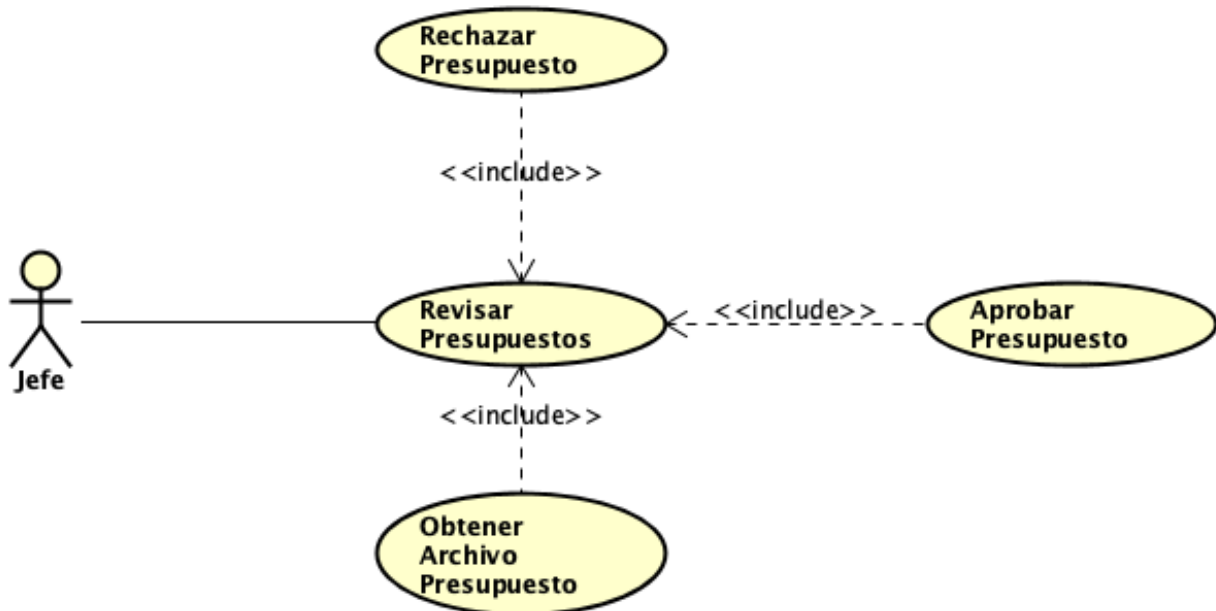 Rechazar
Presupuesto
<<include>>
Jefe
Revisar
Presupuestos
<<include>>
Aprobar
Presupuesto
<<include>>
Obtener
Archivo
Presupuesto